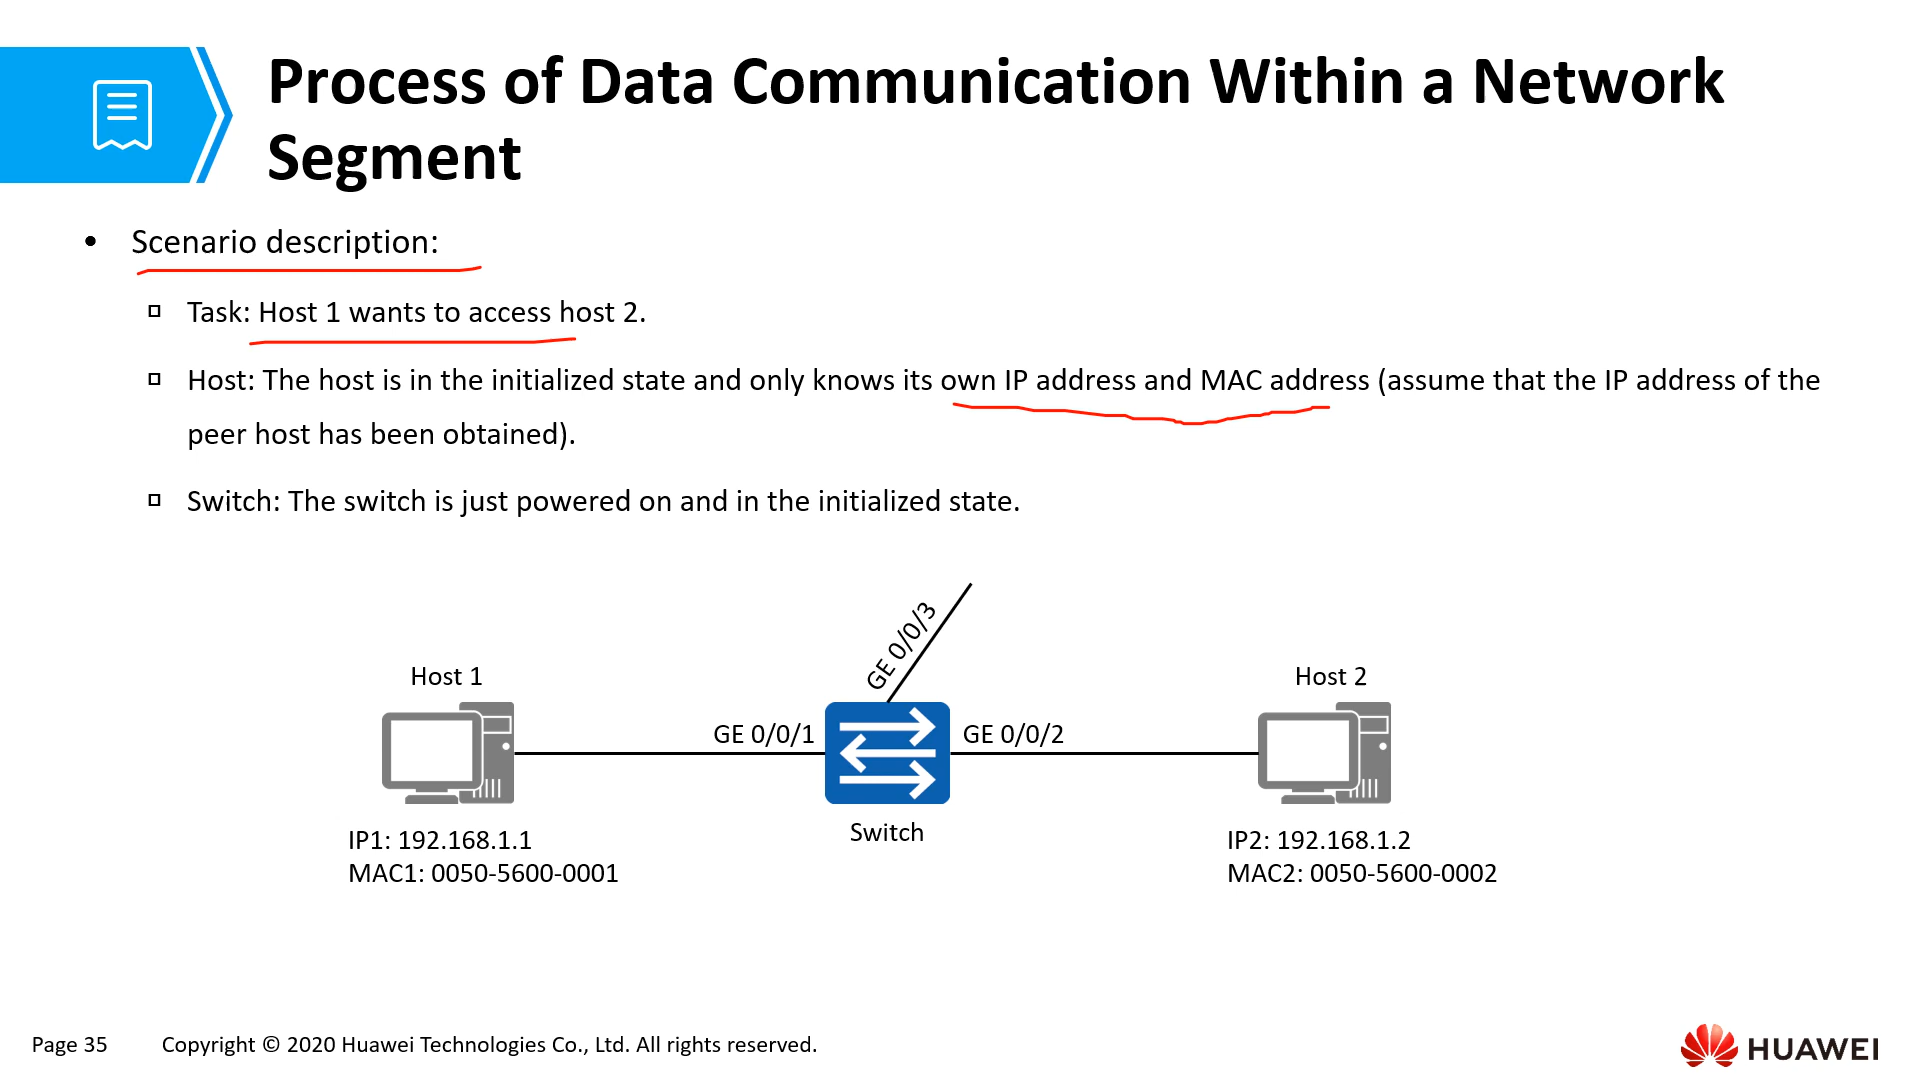 Process of Data Communication Within a Network
Segment
• Scenario description:
▫ Task: Host 1 wants to access host 2.
▫ Host: The host is in the initialized state and only knows its own IP address and MAC address (assume that the IP address of the
peer host has been obtained).
▫ Switch: The switch is just powered on and in the initialized state.
GE 0/0/3
Host 1
Host 2
GE 0/0/1
GE 0/0/2
IP1: 192.168.1.1
MAC1: 0050-5600-0001
Switch
IP2: 192.168.1.2
MAC2: 0050-5600-0002
Page 35
Copyright © 2020 Huawei Technologies Co., Ltd. All rights reserved.
HUAWEI